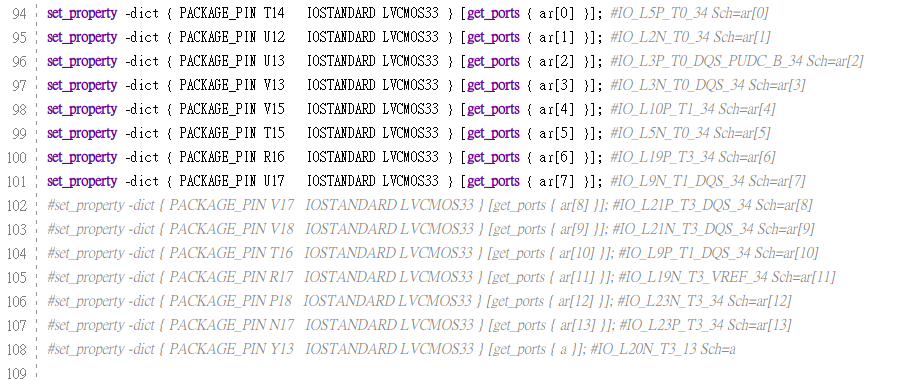 94 set_property -dict { PACKAGE_PIN T14 IOSTANDARD LVCMOS33 } [get_ports { ar[0] }]; #IO_L5P_T0_34 Sch=ar[0]
95 set_property -dict { PACKAGE_PIN U12 IOSTANDARD LVCMOS33 } [get_ports { ar[1] }]; #IO_L2N_T0_34 Sch=ar[1]
96 set_property -dict { PACKAGE_PIN U13 IOSTANDARD LVCMOS33 } [get_ports { ar[2] }]; #IO_L3P_T0_DQS_PUDC_B_34 Sch=ar[2]
97 set_property -dict { PACKAGE_PIN V13 IOSTANDARD LVCMOS33 } [get_ports { ar[3] }]; #IO_L3N_T0_DQS_34 Sch=ar[3]
98 set_property -dict { PACKAGE_PIN V15 IOSTANDARD LVCMOS33 } [get_ports { ar[4] }]; #IO_L10P_T1_34 Sch=ar[4]
99 set_property -dict { PACKAGE_PIN T15 IOSTANDARD LVCMOS33 } [get_ports { ar[5] }]; #IO_L5N_T0_34 Sch=ar[5]
100 set_property -dict { PACKAGE_PIN R16 IOSTANDARD LVCMOS33 } [get_ports { ar[6] }]; #IO_L19P_T3_34 Sch=ar[6]
101 set_property -dict { PACKAGE_PIN U17 IOSTANDARD LVCMOS33 } [get_ports { ar[7] }]; #IO_L9N_T1_DQS_34 Sch=ar[7]
102 #set_property -dict { PACKAGE_PIN V17 IOSTANDARD LVCMOS33 } [get_ports { ar[8] }]; #IO_L21P_T3_DQS_34 Sch=ar[8]
103 #set_property -dict { PACKAGE_PIN V18 IOSTANDARD LVCMOS33 } [get_ports { ar[9] }]; #IO_L21N_T3_DQS_34 Sch=ar[9]
104 #set_property -dict { PACKAGE_PIN T16 IOSTANDARD LVCMOS33 } [get_ports { ar[10] }]; #IO_L9P_T1_DQS_34 Sch=ar[10]
105 #set_property -dict { PACKAGE_PIN R17 IOSTANDARD LVCMOS33 } [get_ports { ar[11] }]; #IO_L19N_T3_VREF_34 Sch=ar[11]
106 #set_property -dict { PACKAGE_PIN P18 IOSTANDARD LVCMOS33 } [get_ports { ar[12] }]; #IO_L23N_T3_34 Sch=ar[12]
107 #set_property -dict { PACKAGE_PIN N17 IOSTANDARD LVCMOS33 } [get_ports { ar[13] }]; #IO_L23P_T3_34 Sch=ar[13]
108 #set_property -dict { PACKAGE_PIN Y13 IOSTANDARD LVCMOS33 } [get_ports { a }]; #IO_L20N_T3_13 Sch=a
109